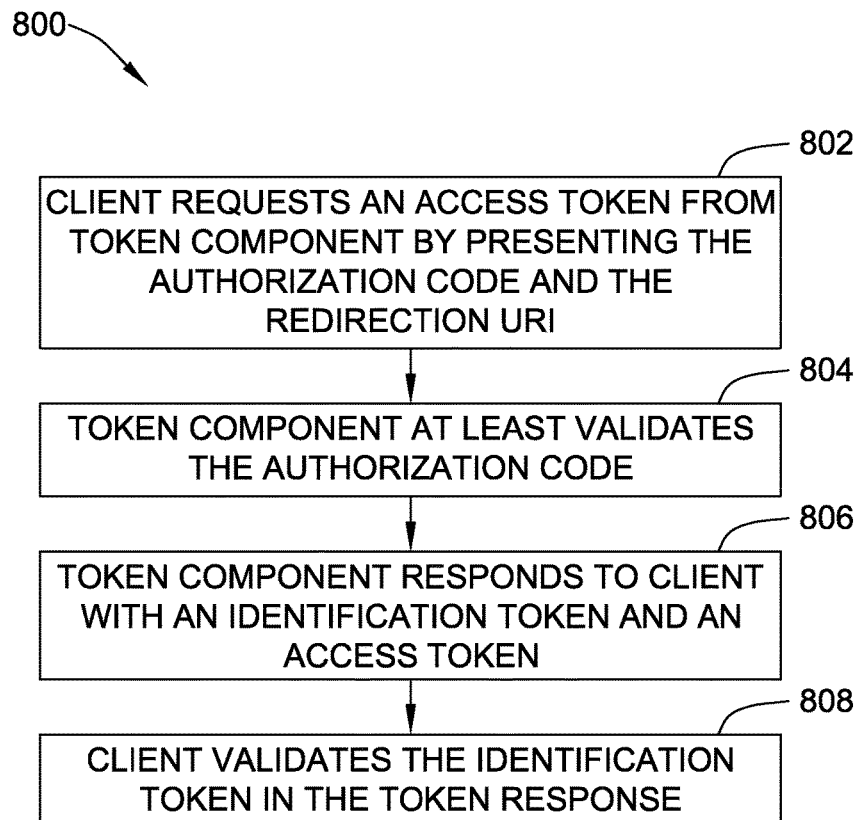 800
802
CLIENT REQUESTS AN ACCESS TOKEN FROM
TOKEN COMPONENT BY PRESENTING THE
AUTHORIZATION CODE AND THE
REDIRECTION URI
804
TOKEN COMPONENT AT LEAST VALIDATES
THE AUTHORIZATION CODE
806
TOKEN COMPONENT RESPONDS TO CLIENT
WITH AN IDENTIFICATION TOKEN AND AN
ACCESS TOKEN
808
CLIENT VALIDATES THE IDENTIFICATION
TOKEN IN THE TOKEN RESPONSE